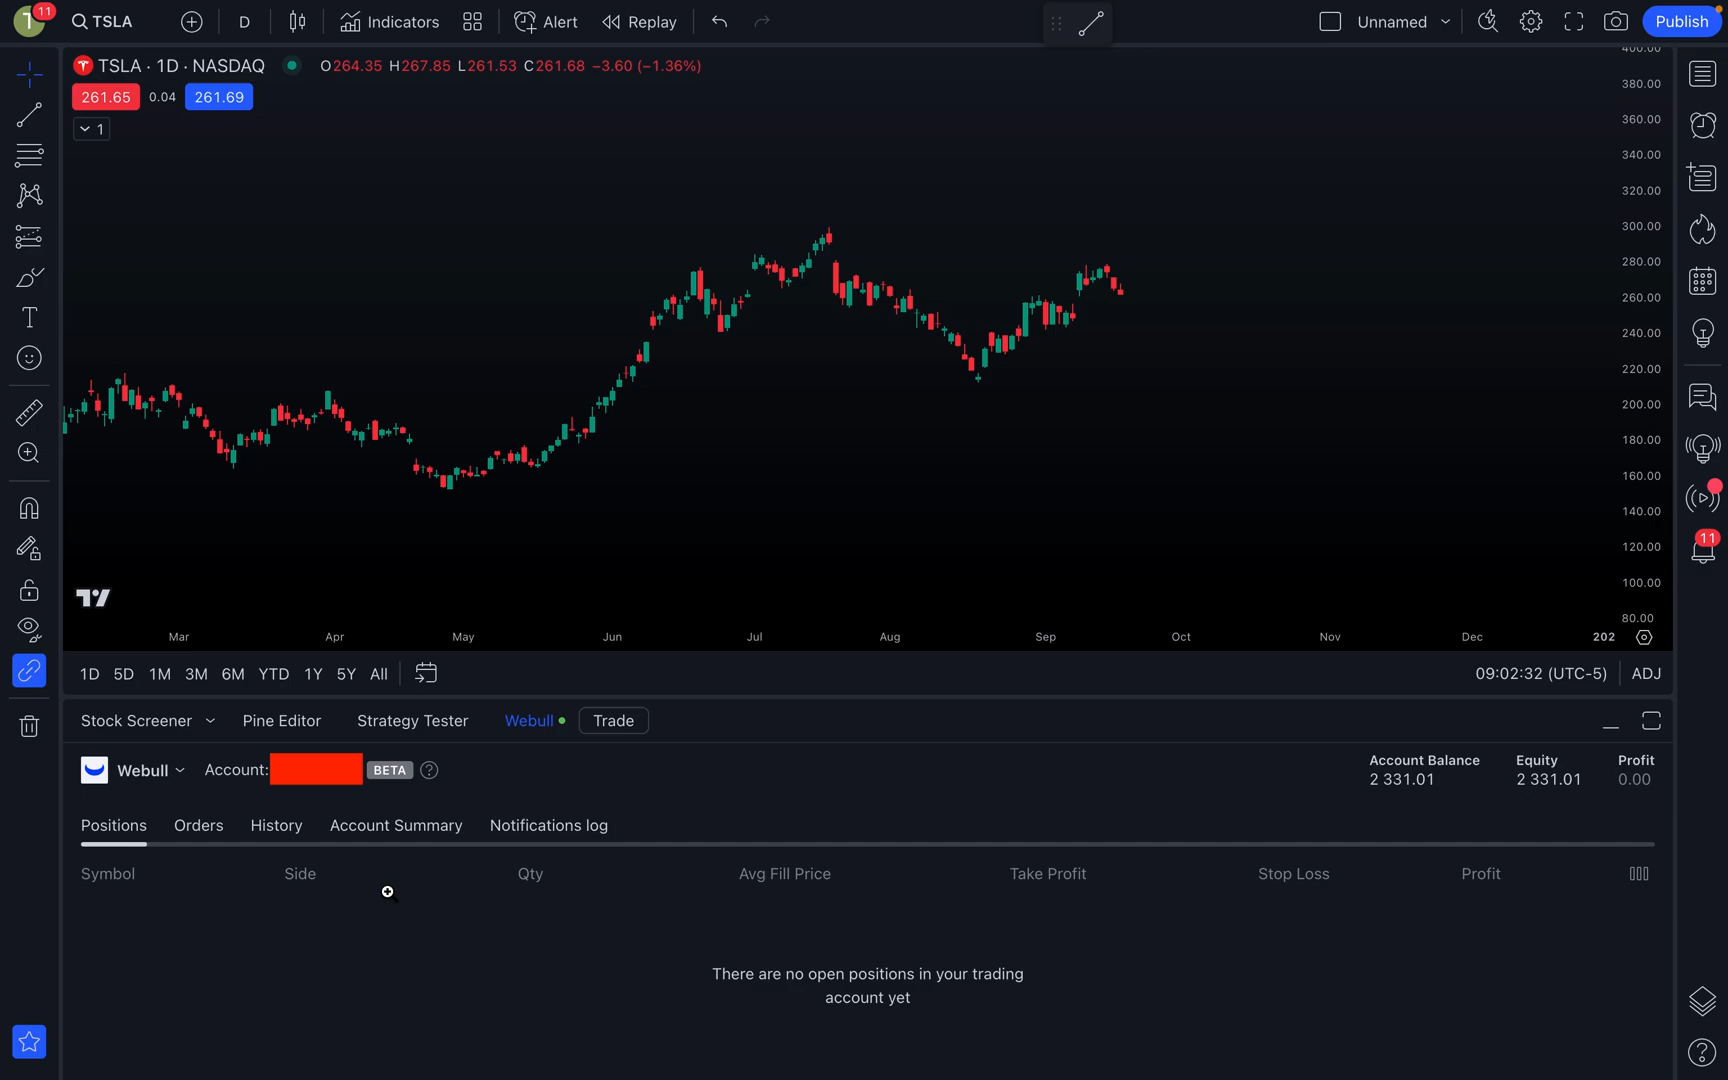 T 11 TSLA D Indicators Alert Replay Unnamed Publish
TSLA · 1D · NASDAQ O264.35 H267.85 L261.53 C261.68 −3.60 (−1.36%)
261.65 0.04 261.69
1
400.00
380.00
360.00
340.00
320.00
300.00
280.00
260.00
240.00
220.00
200.00
180.00
160.00
140.00
120.00
100.00
80.00
11
Mar Apr May Jun Jul Aug Sep Oct Nov Dec 202
1D 5D 1M 3M 6M YTD 1Y 5Y All 09:02:32 (UTC-5) ADJ
Stock Screener Pine Editor Strategy Tester Webull Trade
Webull Account: BETA ?
Account Balance Equity Profit
2 331.01 2 331.01 0.00
Positions Orders History Account Summary Notifications log
Symbol Side Qty Avg Fill Price Take Profit Stop Loss Profit
There are no open positions in your trading
account yet